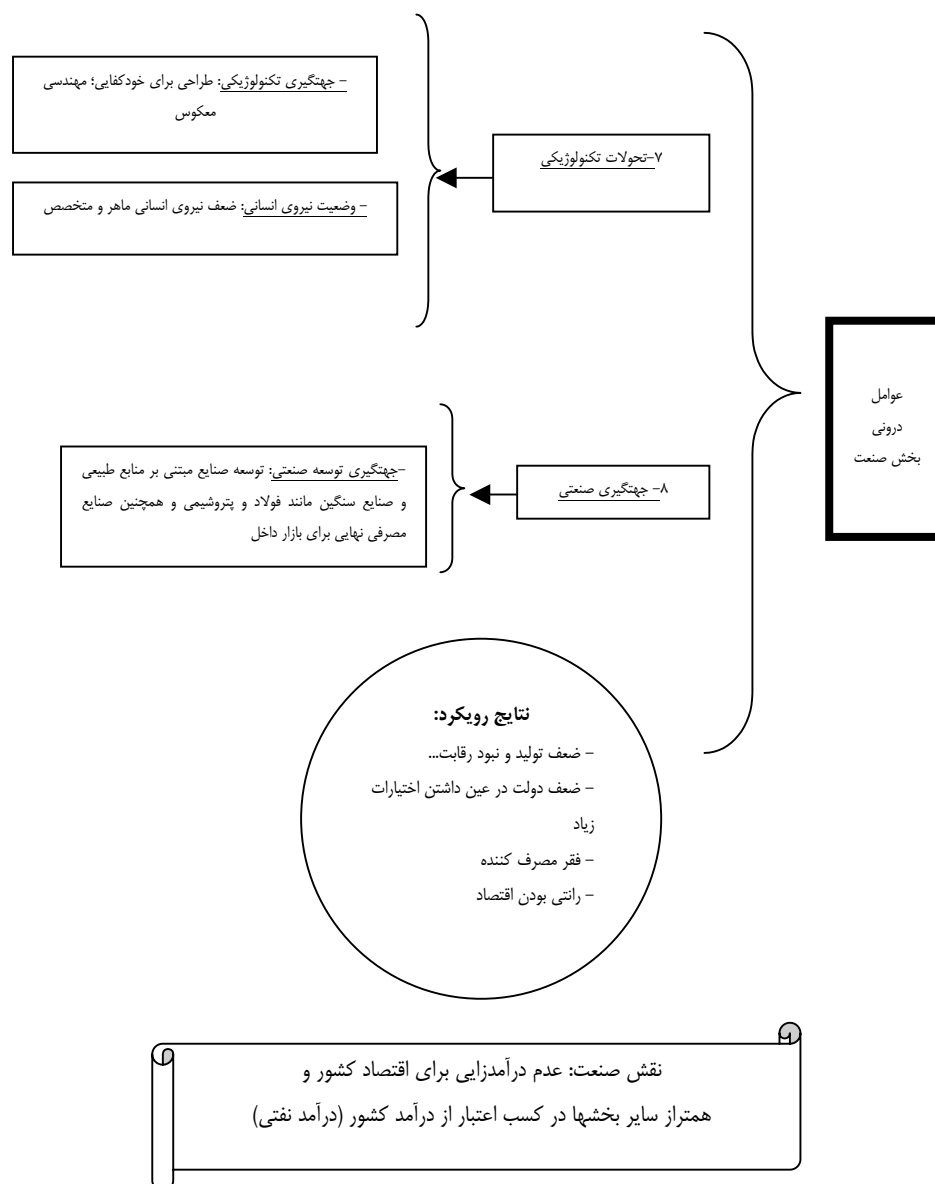 عوامل
درونی
بخش صنعت
۷-تحولات تکنولوژیکی
- جهتگیری تکنولوژیکی: طراحی برای خودکفایی؛ مهندسی
معکوس
- وضعیت نیروی انسانی: ضعف نیروی انسانی ماهر و متخصص
۸- جهتگیری صنعتی
-جهتگیری توسعه صنعتی: توسعه صنایع مبتنی بر منابع طبیعی
و صنایع سنگین مانند فولاد و پتروشیمی و همچنین صنایع
مصرفی نهایی برای بازار داخل
نتایج رویکرد:
- ضعف تولید و نبود رقابت...
- ضعف دولت در عین داشتن اختیارات
زیاد
- فقر مصرف کننده
- رانتی بودن اقتصاد
نقش صنعت: عدم درآمدزایی برای اقتصاد کشور و
همتراز سایر بخشها در کسب اعتبار از درآمد کشور (درآمد نفتی)